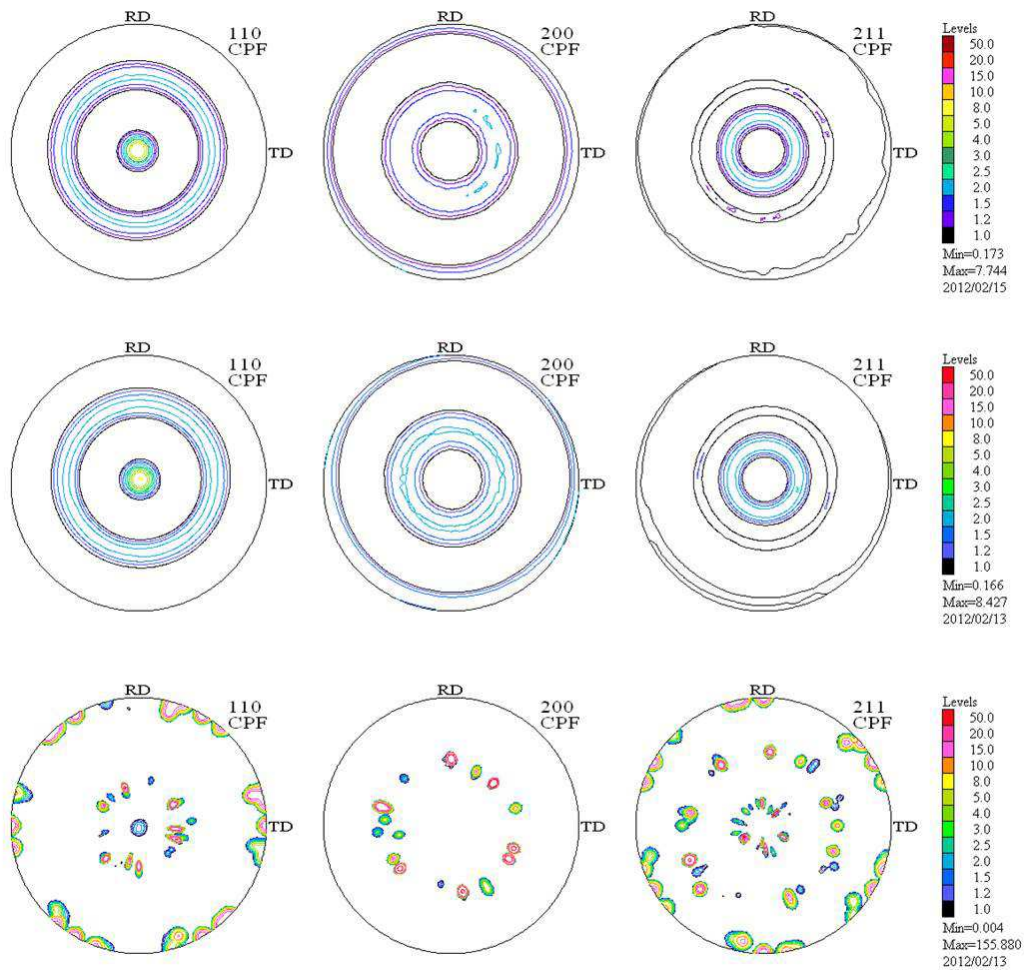 RD
110
CPF
TD
RD
200
CPF
RD
211
CPF
TD
Levels
50.0
20.0
15.0
10.0
8.0
5.0
4.0
3.0
2.5
2.0
1.5
1.2
1.0
Min=0.173
Max=7.744
2012/02/15
RD
110
CPF
TD
RD
200
CPF
TD
RD
211
CPF
TD
Levels
50.0
20.0
15.0
10.0
8.0
5.0
4.0
3.0
2.5
2.0
1.5
1.2
1.0
Min=0.166
Max=8.427
2012/02/13
RD
110
CPF
TD
RD
200
CPF
TD
RD
211
CPF
TD
Levels
50.0
20.0
15.0
10.0
8.0
5.0
4.0
3.0
2.5
2.0
1.5
1.2
1.0
Min=0.004
Max=155.880
2012/02/13